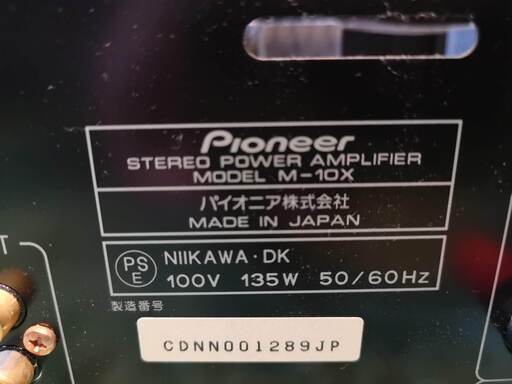 Pioneer
STEREO POWER AMPLIFIER
MODEL M-10X
パイオニア株式会社
MADE IN JAPAN
PS
E
NIIKAWA・DK
100V 135W 50/60Hz
製造番号
CDNN001289JP
T